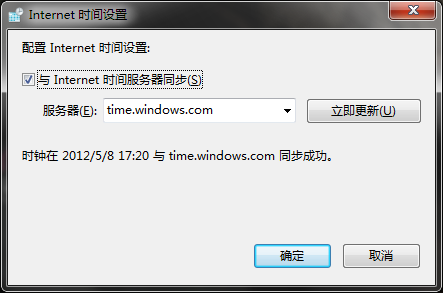 Internet 时间设置
配置 Internet 时间设置:
与 Internet 时间服务器同步(S)
服务器(E): time.windows.com 立即更新(U)
时钟在 2012/5/8 17:20 与 time.windows.com 同步成功。
确定 取消